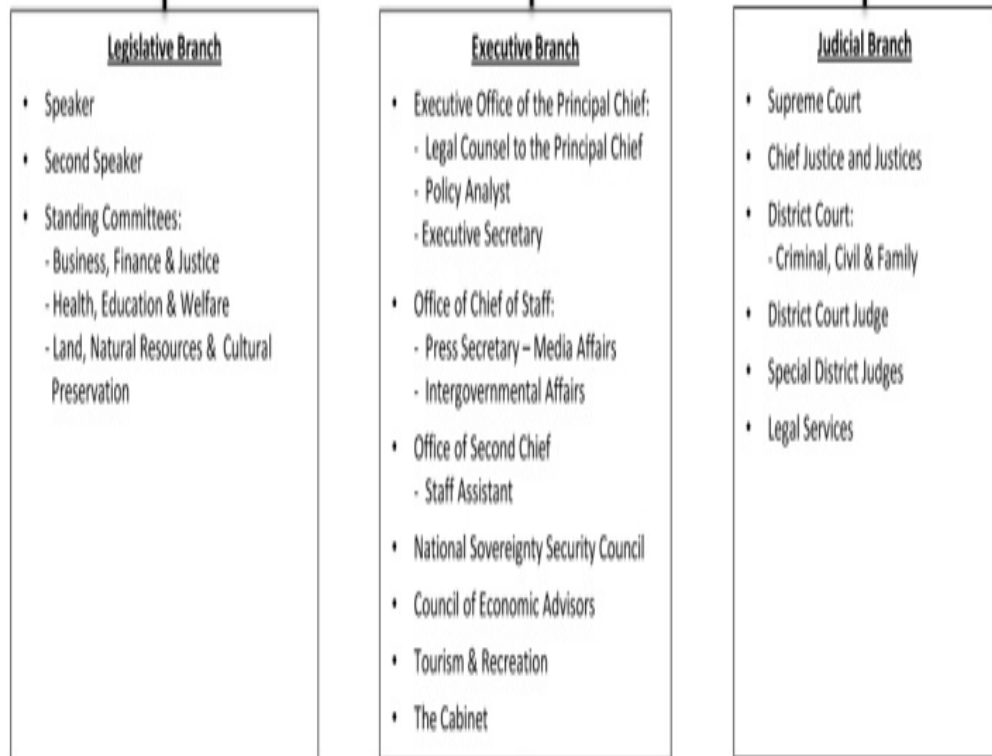 Legislative Branch
• Speaker
• Second Speaker
• Standing Committees:
- Business, Finance & Justice
- Health, Education & Welfare
- Land, Natural Resources & Cultural
Preservation
Executive Branch
• Executive Office of the Principal Chief:
- Legal Counsel to the Principal Chief
- Policy Analyst
- Executive Secretary
• Office of Chief of Staff:
- Press Secretary – Media Affairs
- Intergovernmental Affairs
• Office of Second Chief
- Staff Assistant
• National Sovereignty Security Council
• Council of Economic Advisors
• Tourism & Recreation
• The Cabinet
Judicial Branch
• Supreme Court
• Chief Justice and Justices
• District Court:
- Criminal, Civil & Family
• District Court Judge
• Special District Judges
• Legal Services